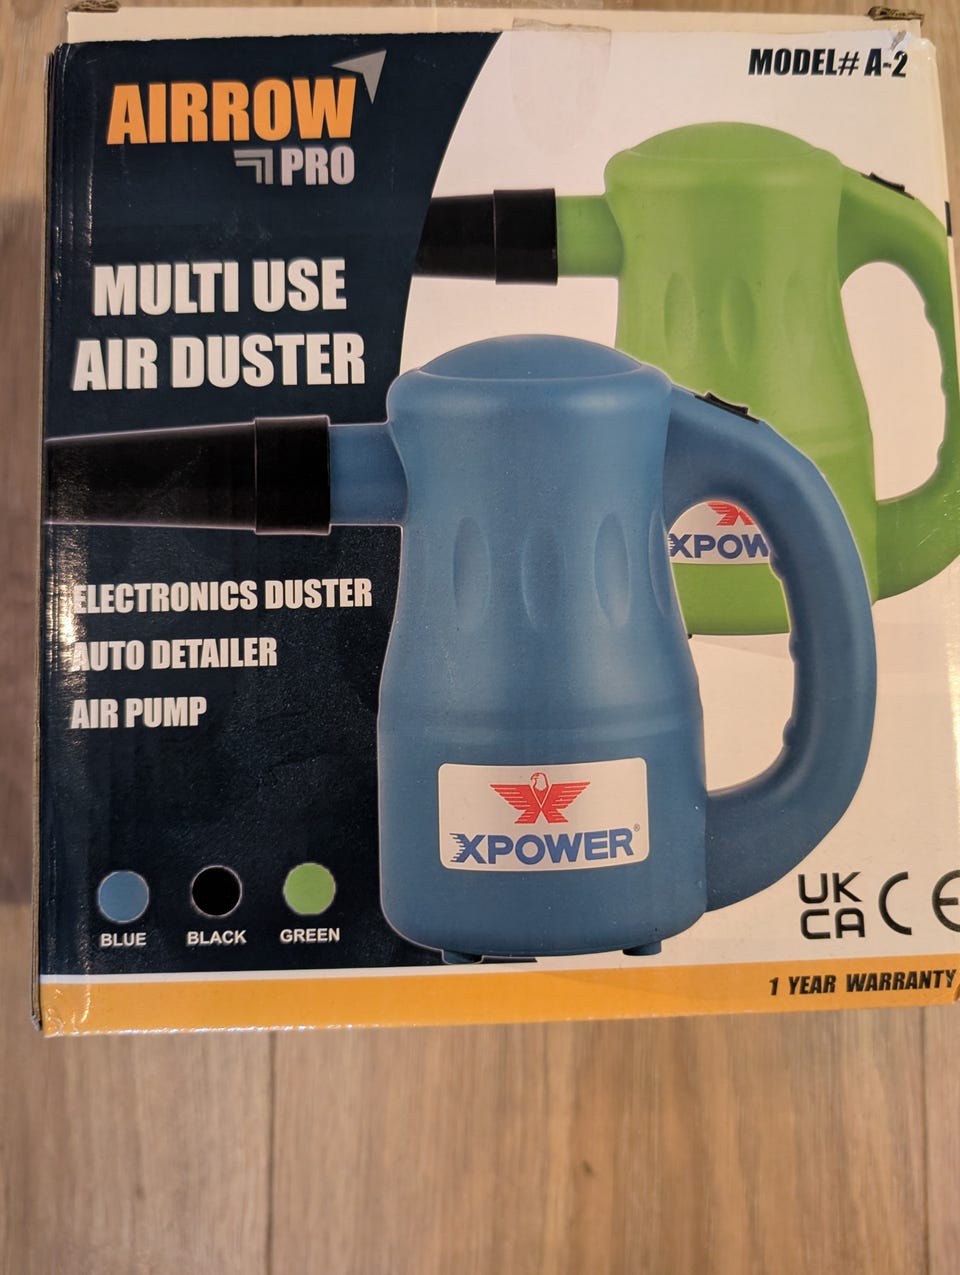 MODEL# A-2
AIRROW
PRO
MULTI USE
AIR DUSTER
XPOW
ELECTRONICS DUSTER
AUTO DETAILER
AIR PUMP
XPOWER®
UK
CA CE
BLUE BLACK GREEN
1 YEAR WARRANTY